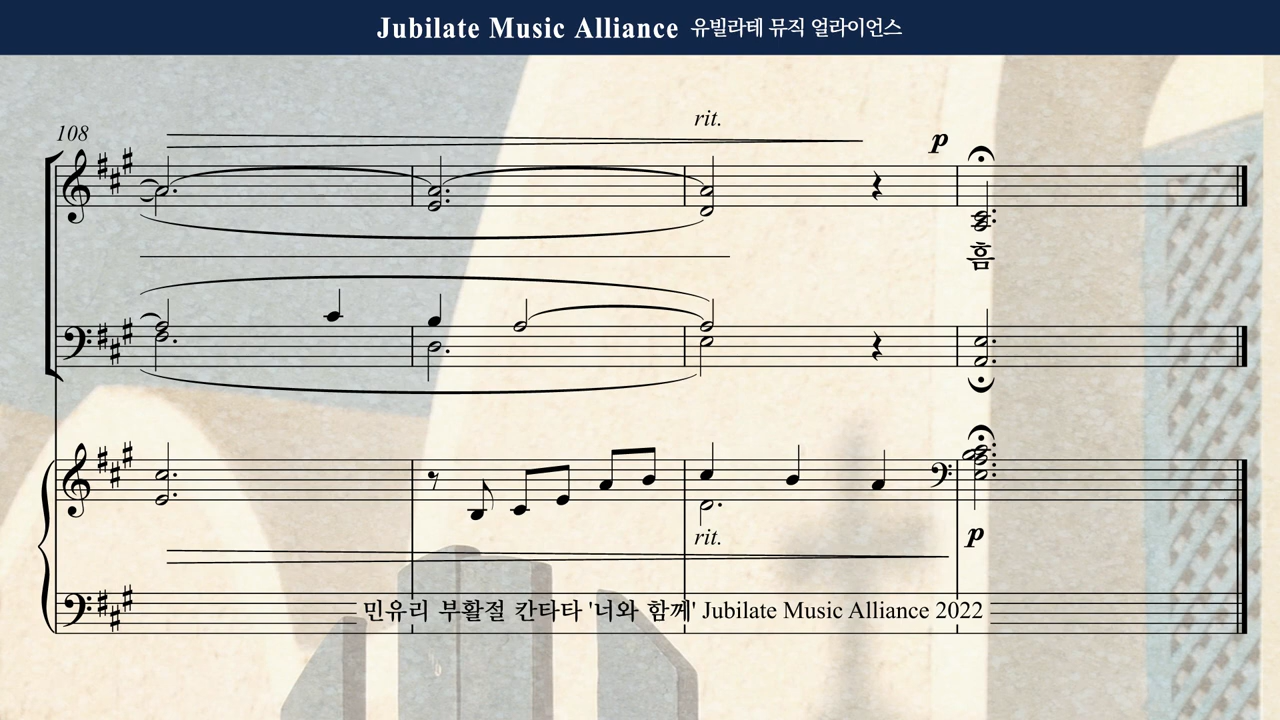 Jubilate Music Alliance 유빌라테 뮤직 얼라이언스
108
rit.
p
흠
rit.
p
민유리 부활절 칸타타 '너와 함께' Jubilate Music Alliance 2022